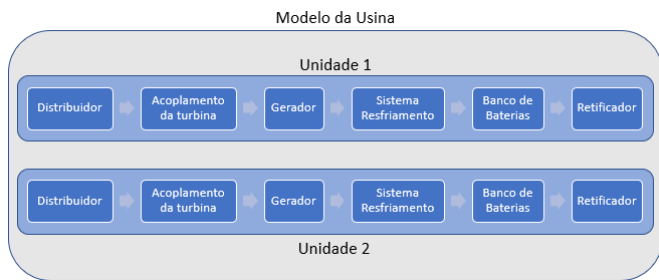 Modelo da Usina
Unidade 1
Distribuidor
Acoplamento
da turbina
Gerador
Sistema
Resfriamento
Banco de
Baterias
Retificador
Distribuidor
Acoplamento
da turbina
Gerador
Sistema
Resfriamento
Banco de
Baterias
Retificador
Unidade 2